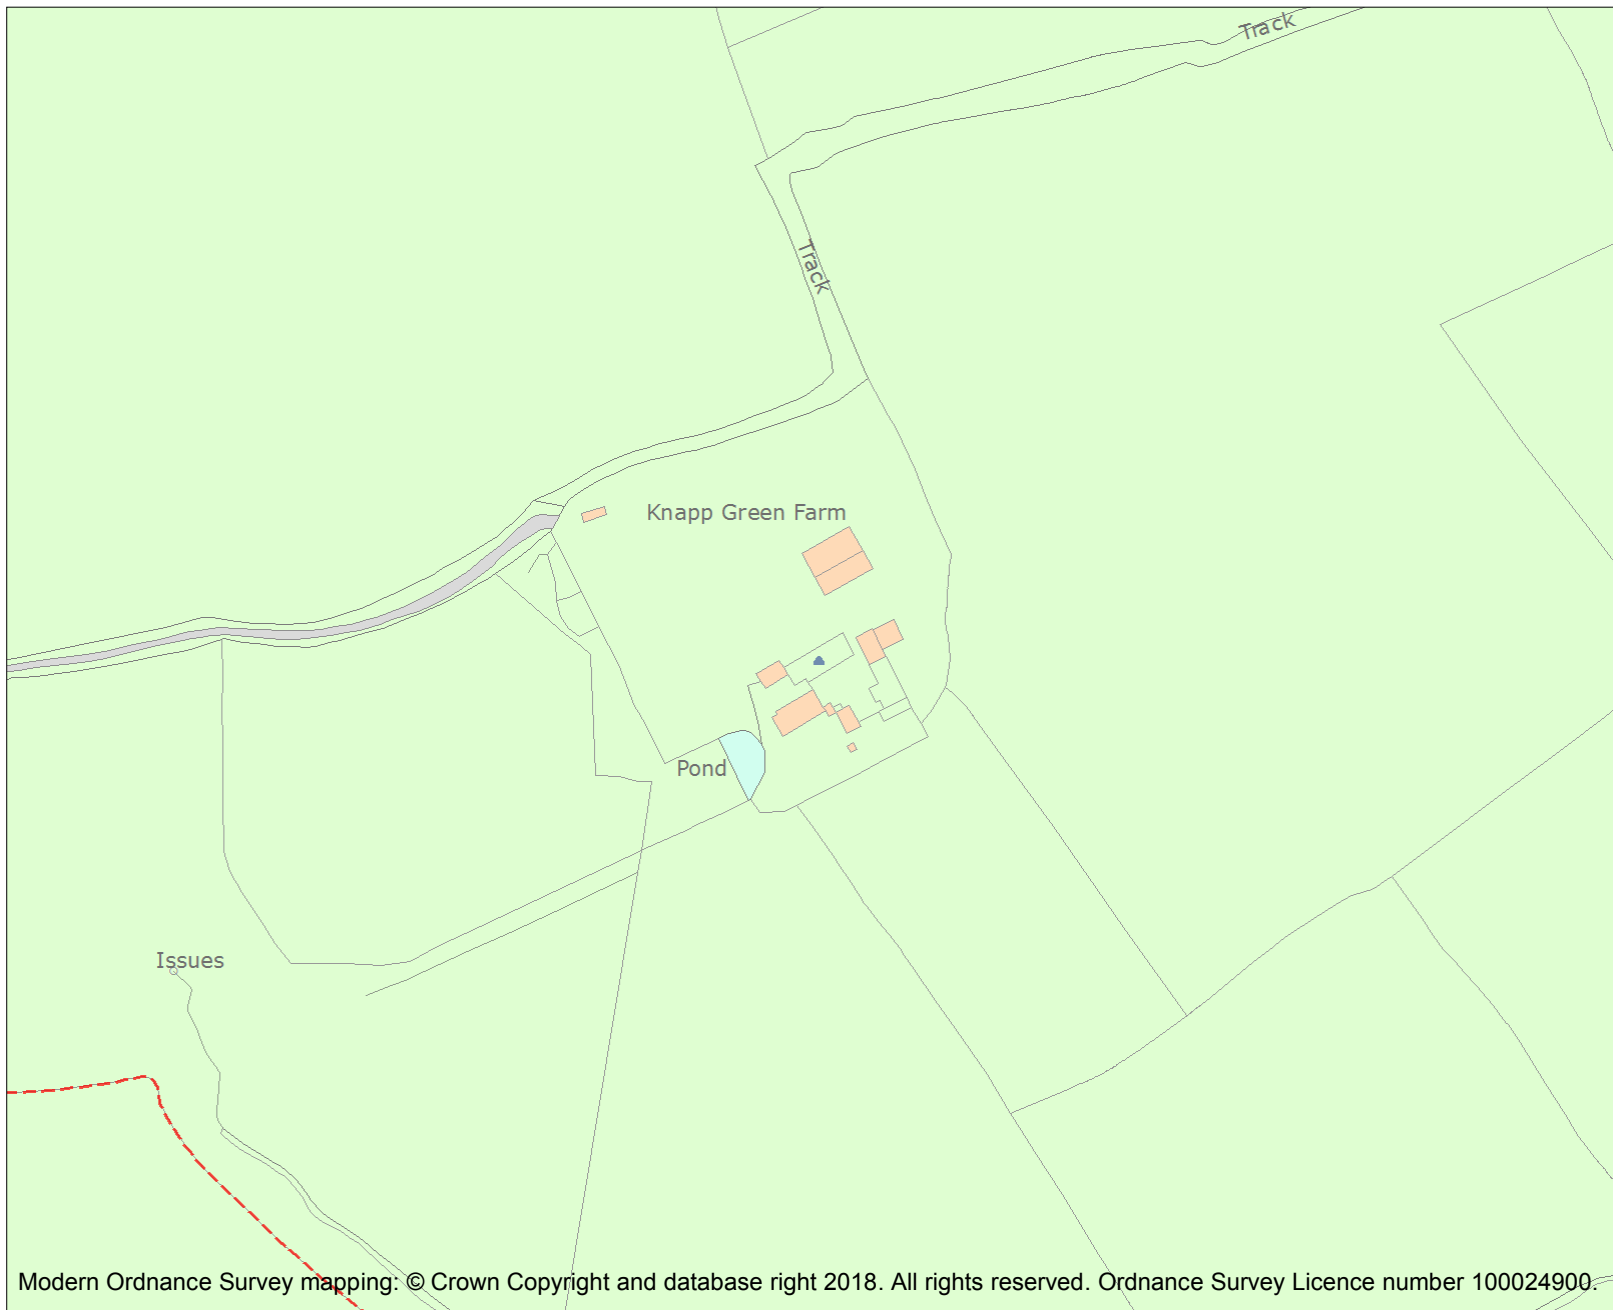 Track
Track
Knapp Green Farm
Pond
Issues
Modern Ordnance Survey mapping: © Crown Copyright and database right 2018. All rights reserved. Ordnance Survey Licence number 100024900.